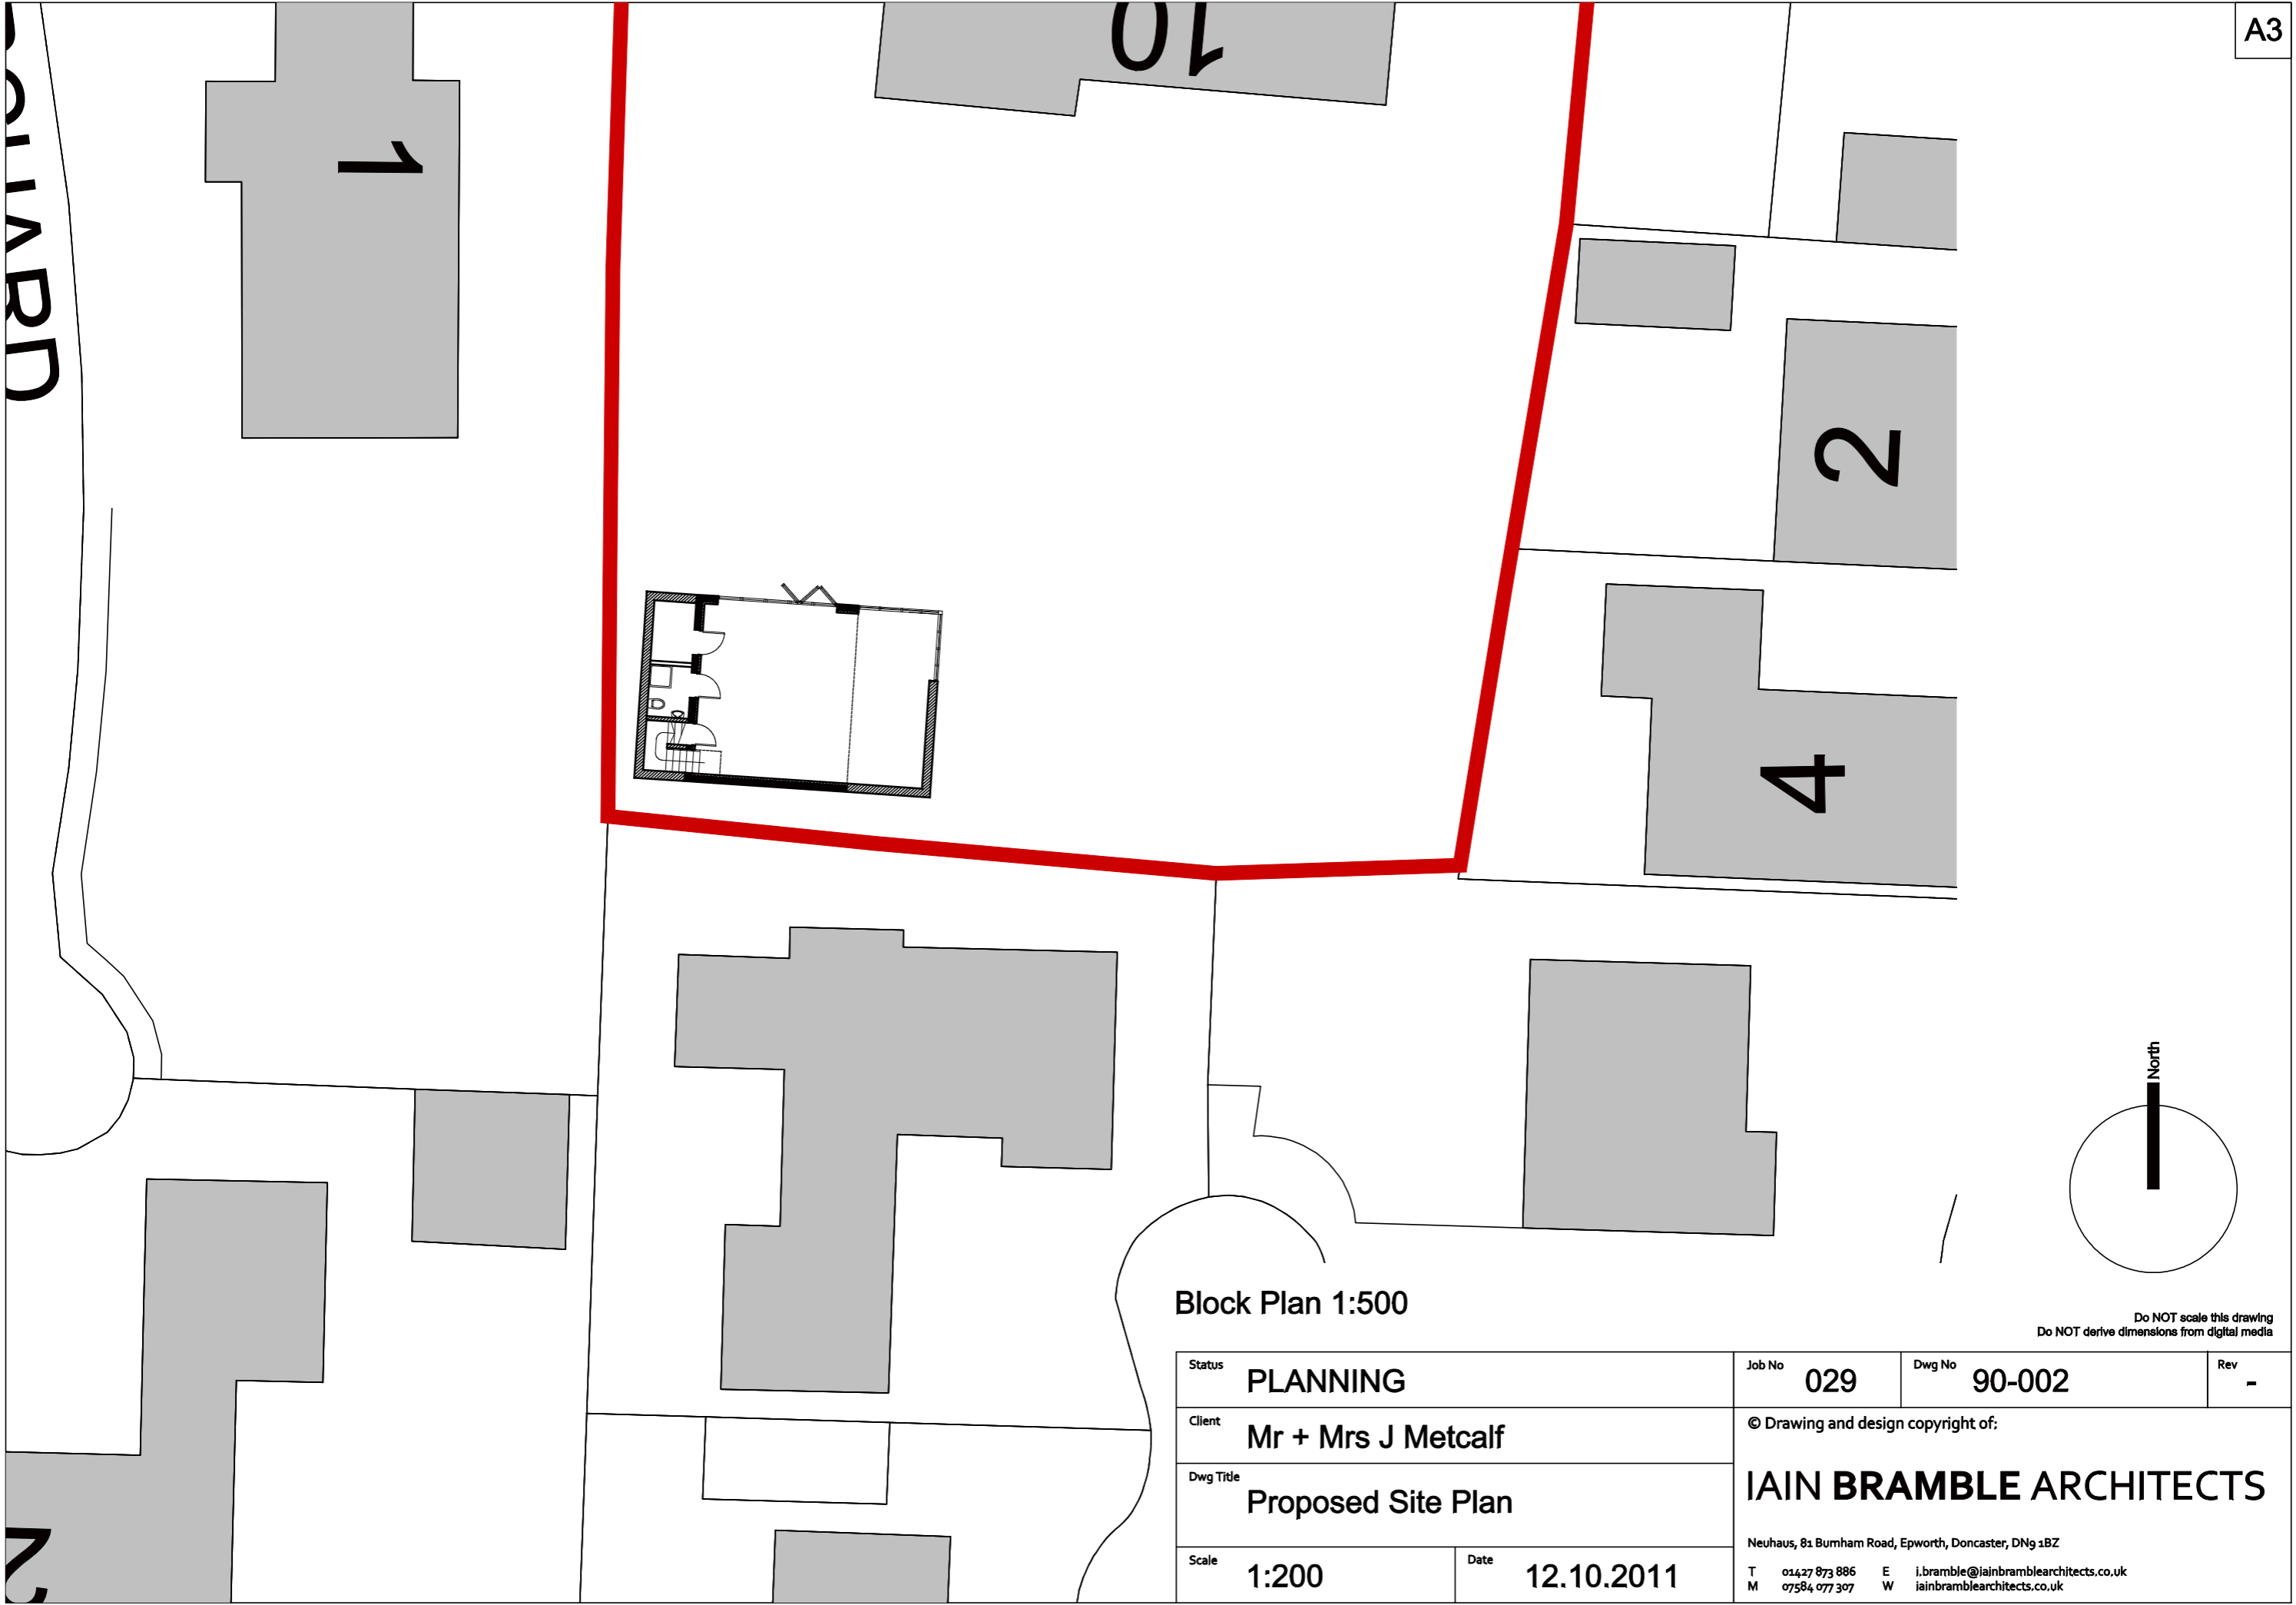 A3
10
1
2
4
North
Block Plan 1:500
Do NOT scale this drawing
Do NOT derive dimensions from digital media
Status PLANNING
Job No 029
Dwg No 90-002
Rev -
Client Mr + Mrs J Metcalf
© Drawing and design copyright of:
Dwg Title Proposed Site Plan
IAIN BRAMBLE ARCHITECTS
Neuhaus, 81 Burnham Road, Epworth, Doncaster, DN9 1BZ
Scale 1:200
Date 12.10.2011
T 01427 873 886 E i.bramble@iainbramblearchitects.co.uk
M 07584 077 307 W iainbramblearchitects.co.uk
2